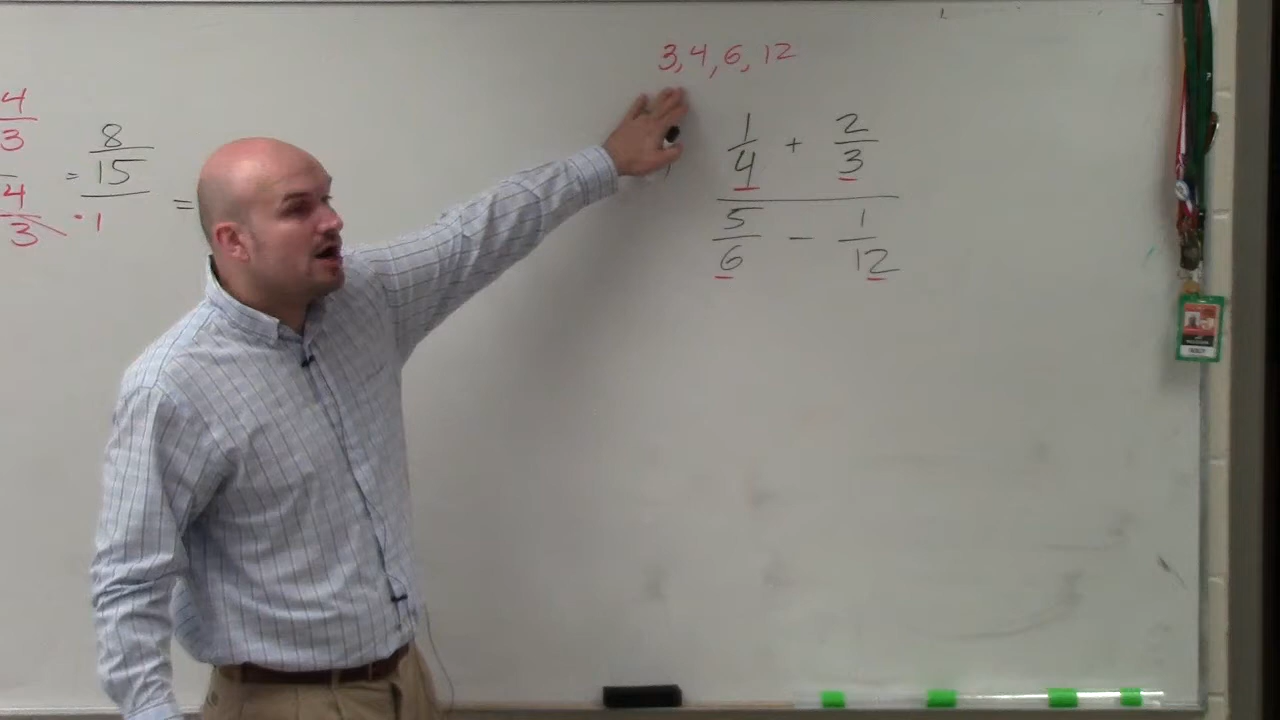 3, 4, 6, 12
4/3
4/3 · 1
= 8/15
=
1/4 + 2/3
5/6 - 1/12